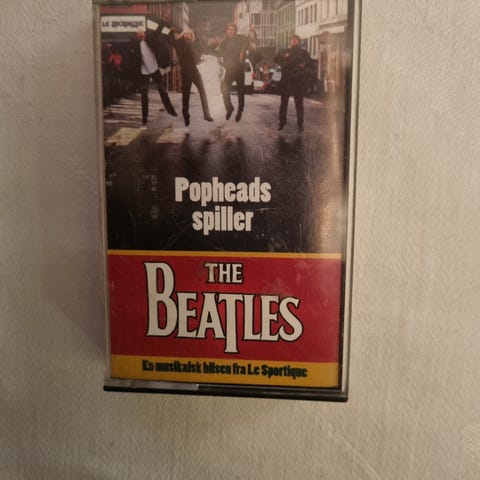 LE SPORTIQUE
Popheads
spiller
THE
BEATLES
En musikalsk hilsen fra Le Sportique